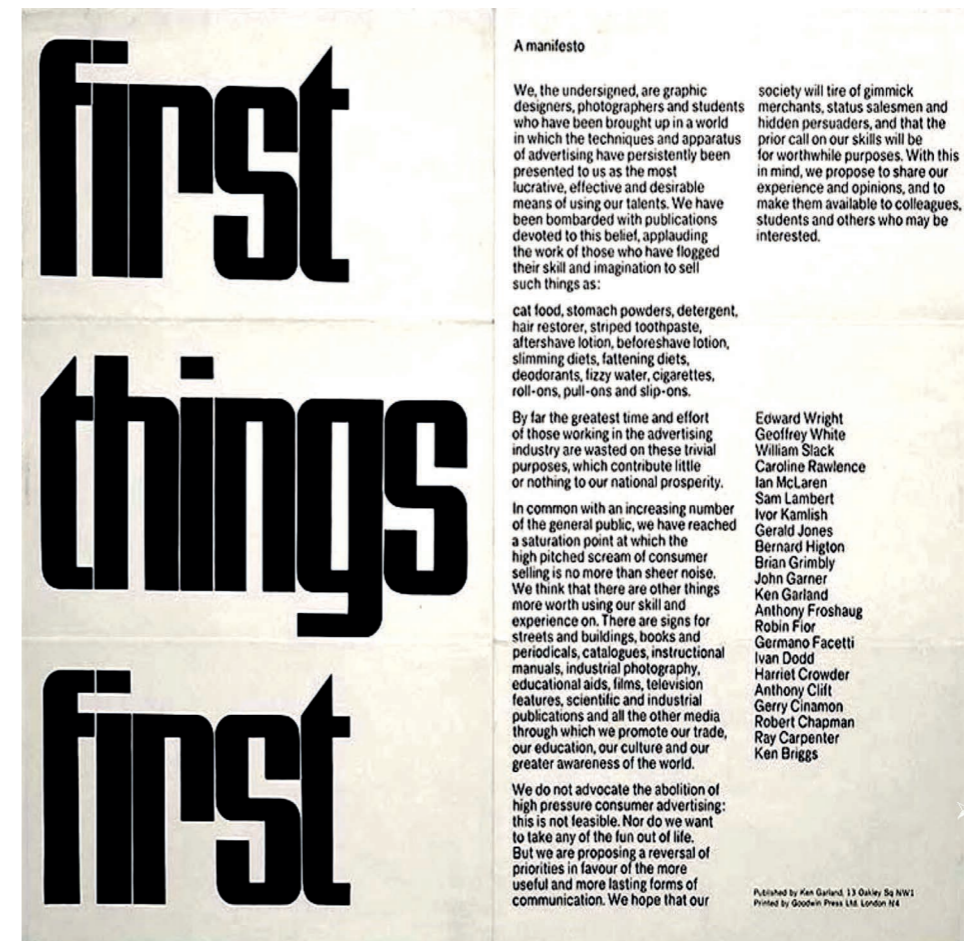 first
things
first
A manifesto
We, the undersigned, are graphic
designers, photographers and students
who have been brought up in a world
in which the techniques and apparatus
of advertising have persistently been
presented to us as the most
lucrative, effective and desirable
means of using our talents. We have
been bombarded with publications
devoted to this belief, applauding
the work of those who have flogged
their skill and imagination to sell
such things as:
cat food, stomach powders, detergent,
hair restorer, striped toothpaste,
aftershave lotion, beforeshave lotion,
slimming diets, fattening diets,
deodorants, fizzy water, cigarettes,
roll-ons, pull-ons and slip-ons.
By far the greatest time and effort
of those working in the advertising
industry are wasted on these trivial
purposes, which contribute little
or nothing to our national prosperity.
In common with an increasing number
of the general public, we have reached
a saturation point at which the
high pitched scream of consumer
selling is no more than sheer noise.
We think that there are other things
more worth using our skill and
experience on. There are signs for
streets and buildings, books and
periodicals, catalogues, instructional
manuals, industrial photography,
educational aids, films, television
features, scientific and industrial
publications and all the other media
through which we promote our trade,
our education, our culture and our
greater awareness of the world.
We do not advocate the abolition of
high pressure consumer advertising:
this is not feasible. Nor do we want
to take any of the fun out of life.
But we are proposing a reversal of
priorities in favour of the more
useful and more lasting forms of
communication. We hope that our
society will tire of gimmick
merchants, status salesmen and
hidden persuaders, and that the
prior call on our skills will be
for worthwhile purposes. With this
in mind, we propose to share our
experience and opinions, and to
make them available to colleagues,
students and others who may be
interested.
Edward Wright
Geoffrey White
William Slack
Caroline Rawlence
Ian McLaren
Sam Lambert
Ivor Kamlish
Gerald Jones
Bernard Higton
Brian Grimbly
John Garner
Ken Garland
Anthony Froshaug
Robin Fior
Germano Facetti
Ivan Dodd
Harriet Crowder
Anthony Clift
Gerry Cinamon
Robert Chapman
Ray Carpenter
Ken Briggs
Published by Ken Garland, 13 Oakley Sq NW1
Printed by Goodwin Press Ltd. London N4